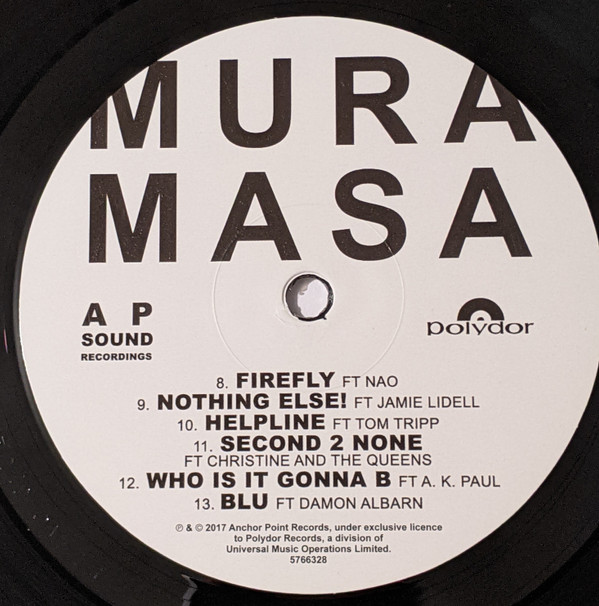 MURA
MASA
A P
SOUND
RECORDINGS
polydor
8. FIREFLY FT NAO
9. NOTHING ELSE! FT JAMIE LIDELL
10. HELPLINE FT TOM TRIPP
11. SECOND 2 NONE
FT CHRISTINE AND THE QUEENS
12. WHO IS IT GONNA B FT A. K. PAUL
13. BLU FT DAMON ALBARN
℗ & © 2017 Anchor Point Records, under exclusive licence
to Polydor Records, a division of
Universal Music Operations Limited.
5766328